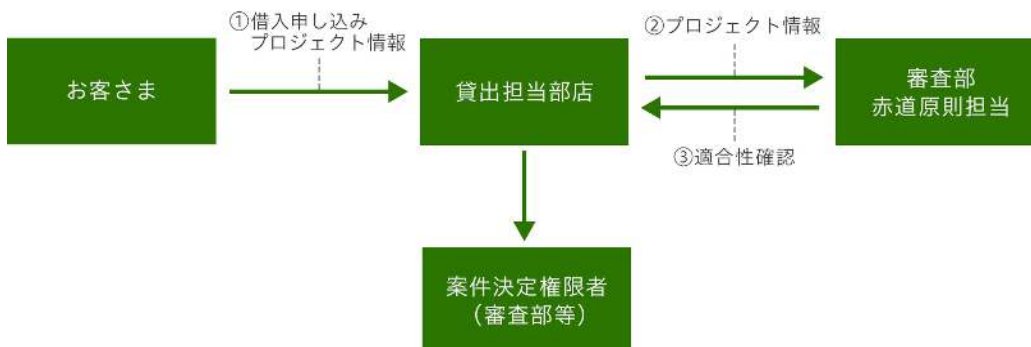 ①借入申し込み
プロジェクト情報
②プロジェクト情報
お客さま
貸出担当部店
審査部
赤道原則担当
③適合性確認
案件決定権限者
（審査部等）